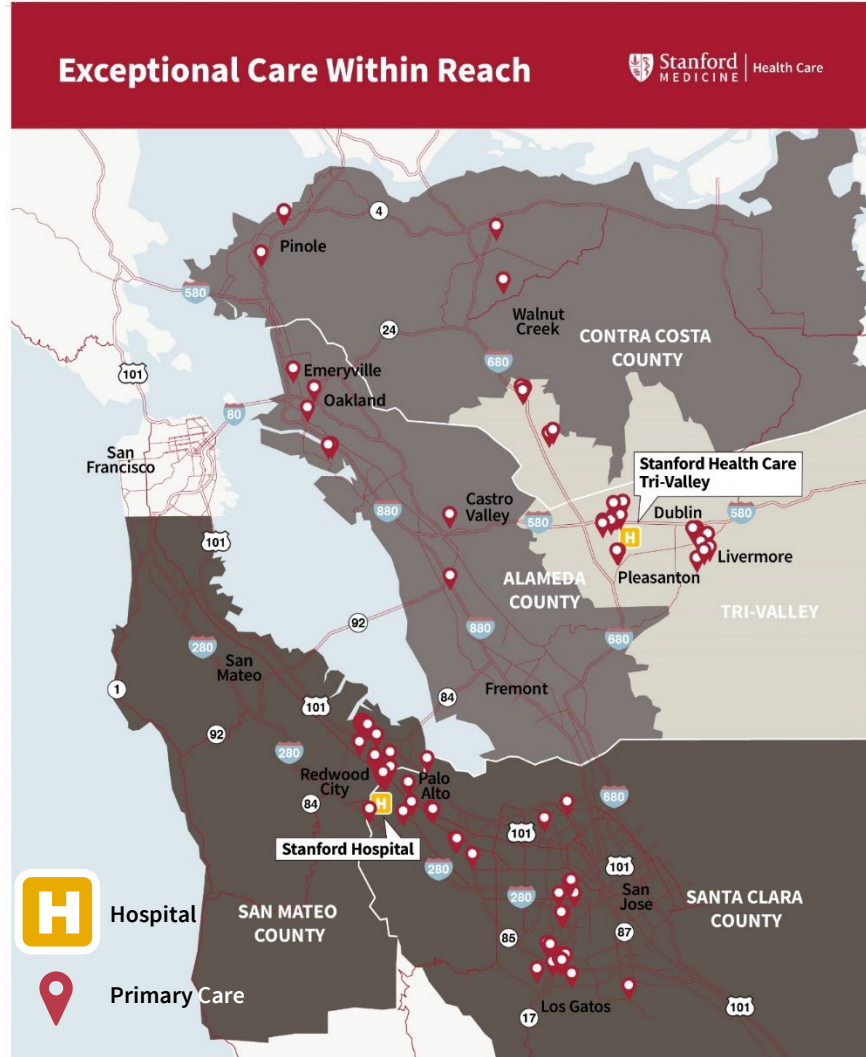 Exceptional Care Within Reach
Stanford
MEDICINE
Health Care
4
Pinole
580
Walnut
Creek
24
CONTRA COSTA
COUNTY
680
101
Emeryville
Oakland
80
San
Francisco
Stanford Health Care
Tri-Valley
Castro
Valley
880
580
Dublin
580
H
Livermore
101
ALAMEDA
COUNTY
Pleasanton
TRI-VALLEY
92
880
680
280
San
Mateo
1
Fremont
84
101
92
280
Redwood
City
Palo
Alto
84
H
680
101
Stanford Hospital
280
101
280
San
Jose
SANTA CLARA
COUNTY
H
Hospital
SAN MATEO
COUNTY
85
87
Primary Care
Los Gatos
17
101